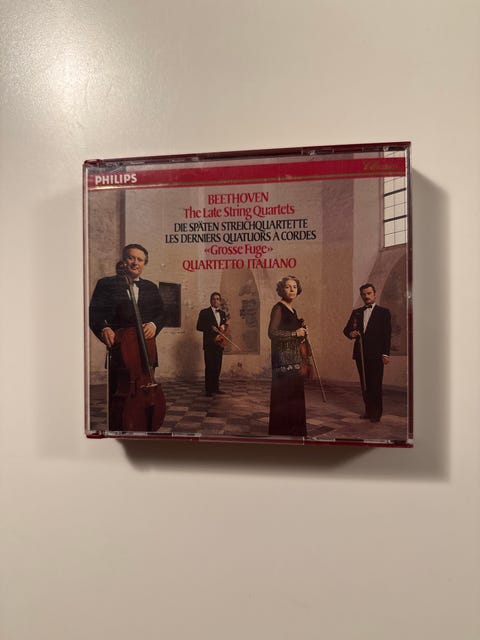 PHILIPS
BEETHOVEN
The Late String Quartets
DIE SPÄTEN STREICHQUARTETTE
LES DERNIERS QUATUORS A CORDES
«Grosse Fuge»
QUARTETTO ITALIANO